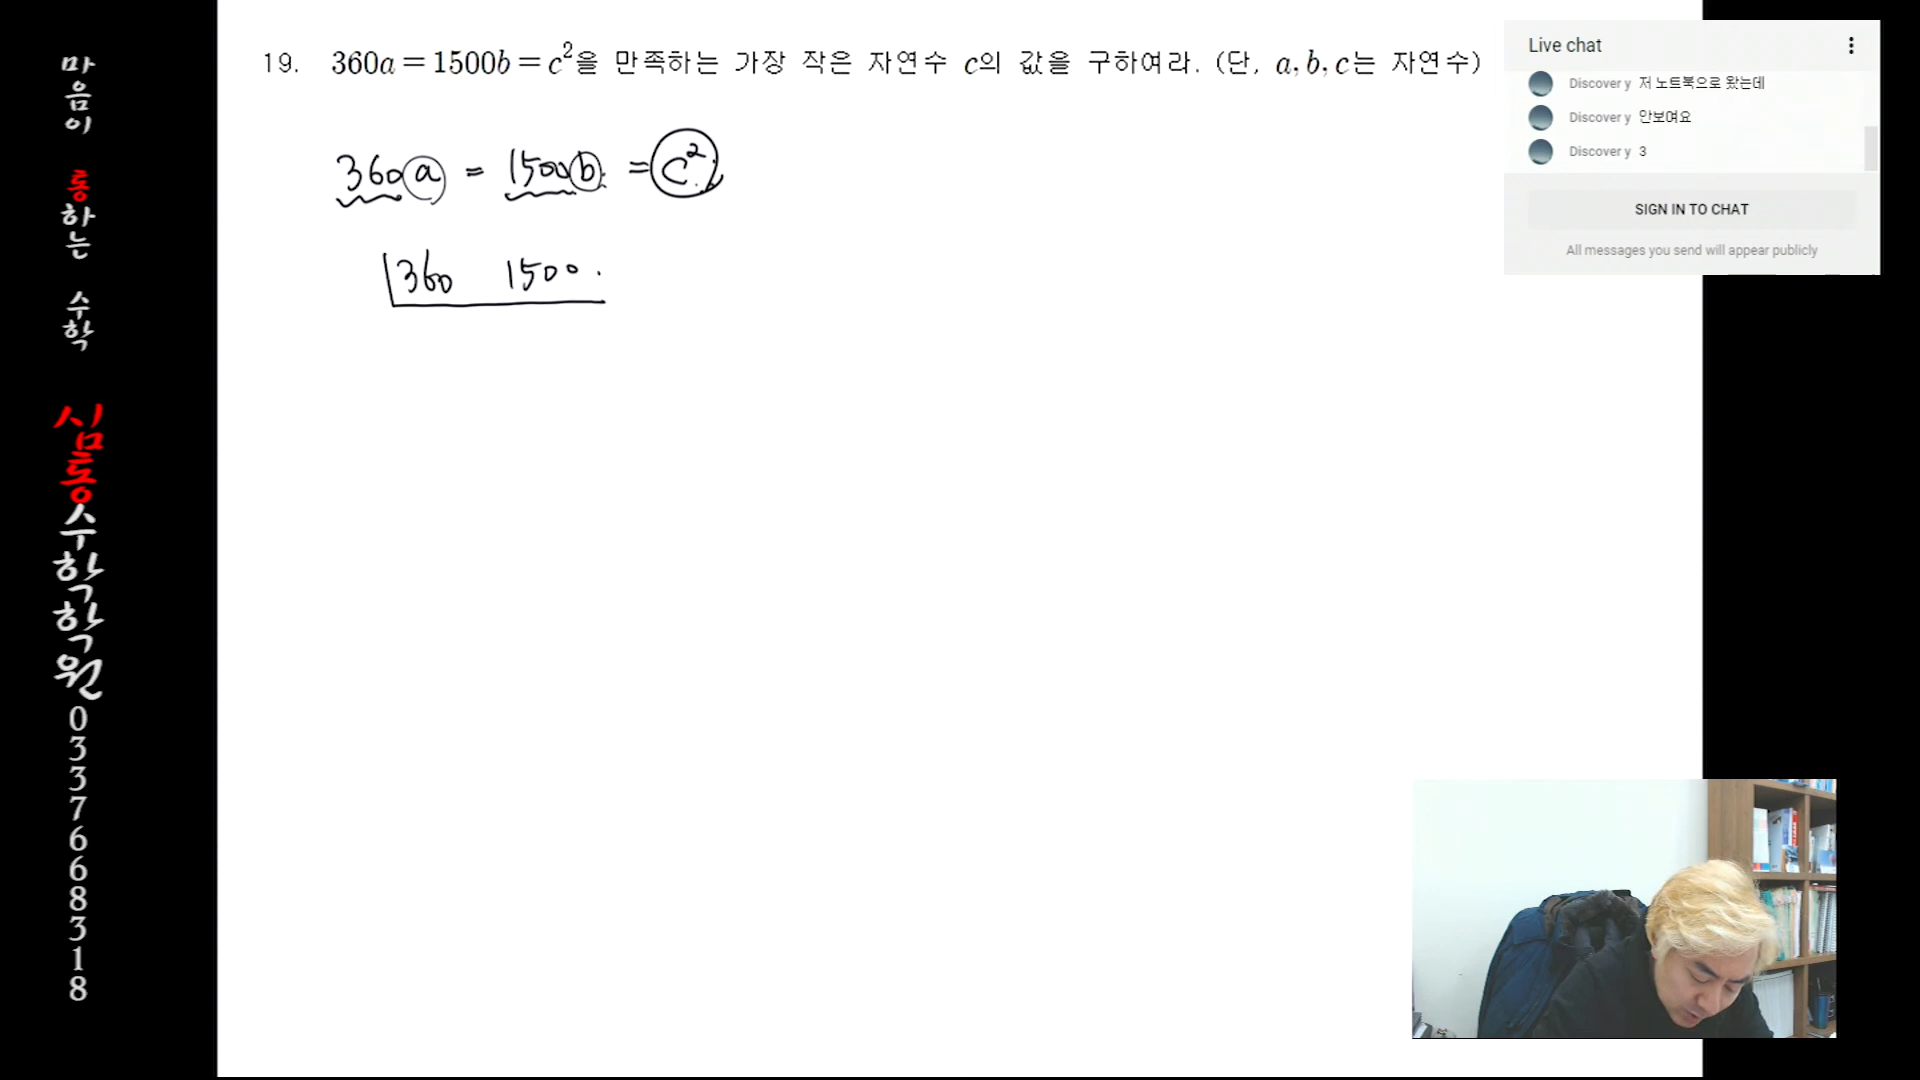 마음이 통하는 수학
심통수학학원
0337668318
19. 360a = 1500b = c²을 만족하는 가장 작은 자연수 c의 값을 구하여라. (단, a, b, c는 자연수)
360a = 1500b = c²
360 1500
Live chat
Discover y 저 노트북으로 왔는데
Discover y 안보여요
Discover y 3
SIGN IN TO CHAT
All messages you send will appear publicly